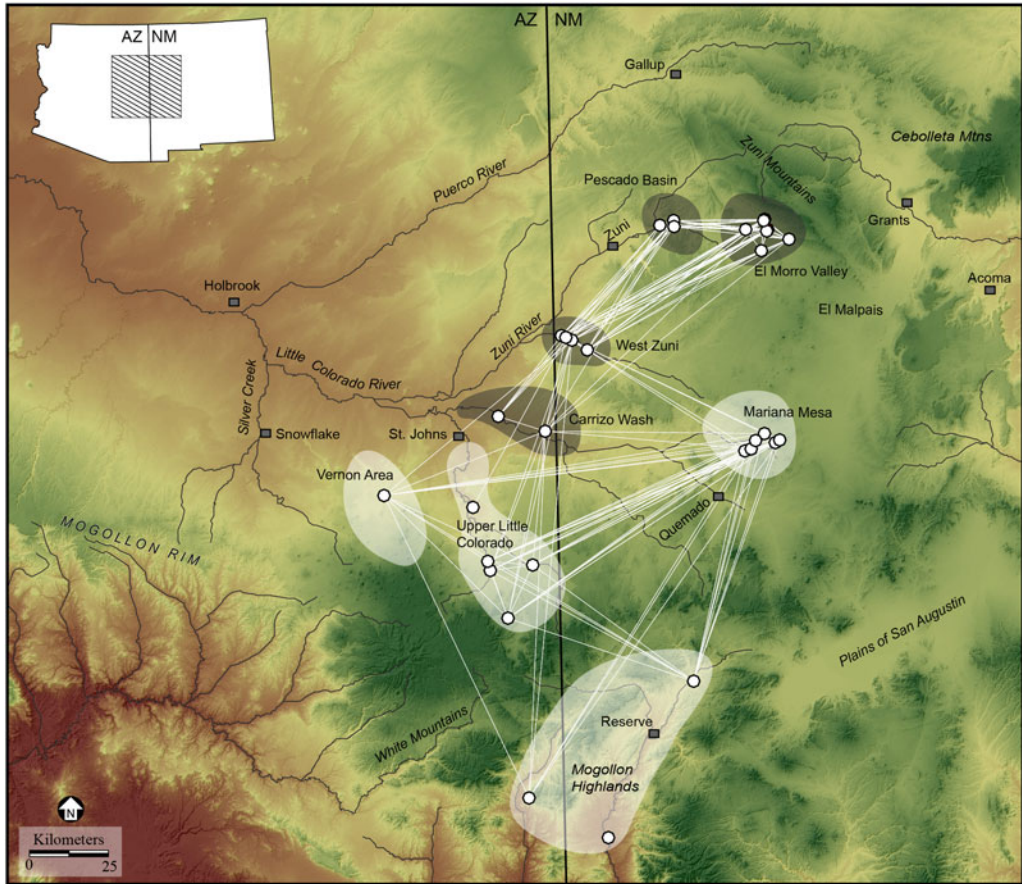 AZ NM
AZ NM
Gallup
Cebolleta Mtns
Puerco River
Zuni Mountains
Pescado Basin
Grants
Zuni
El Morro Valley
Acoma
Holbrook
El Malpais
Zuni River
West Zuni
Little Colorado River
Silver Creek
Mariana Mesa
Carrizo Wash
Snowflake
St. Johns
Vernon Area
Quemado
Upper Little
Colorado
MOGOLLON RIM
Plains of San Augustin
Reserve
White Mountains
Mogollon
Highlands
N
Kilometers
0 25